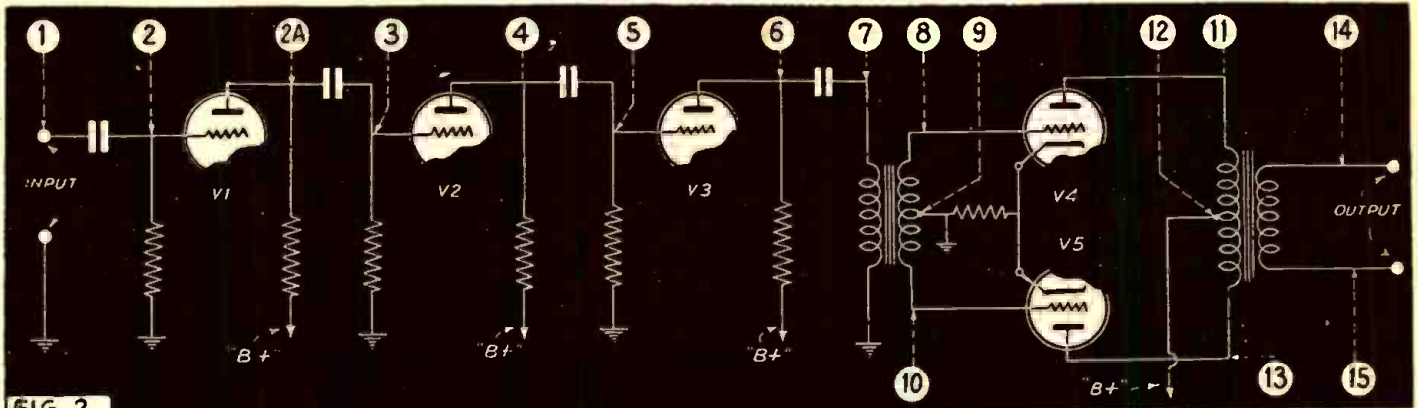 1 2 2A 3 4 5 6 7 8 9 12 11 14
INPUT
V1
V2
V3
V4
V5
OUTPUT
"B+"
"B+"
"B+"
"B+"
10
13
15
FIG. 2